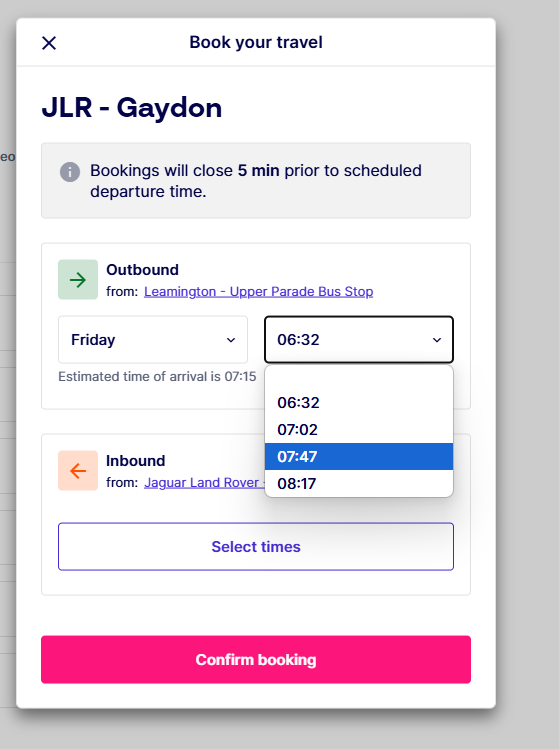 Book your travel
JLR - Gaydon
Bookings will close 5 min prior to scheduled
departure time.
Outbound
from: Leamington - Upper Parade Bus Stop
Friday
06:32
Estimated time of arrival is 07:15
06:32
07:02
07:47
08:17
Inbound
from: Jaguar Land Rover -
Select times
Confirm booking